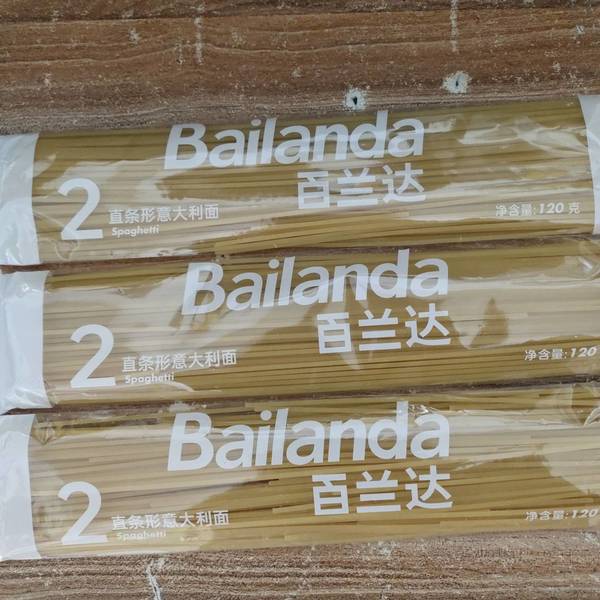 Bailanda
百兰达
2 直条形意大利面
Spaghetti
净含量:120 克
Bailanda
百兰达
2 直条形意大利面
Spaghetti
净含量:120
Bailanda
百兰达
2 直条形意大利面
Spaghetti
净含量:120